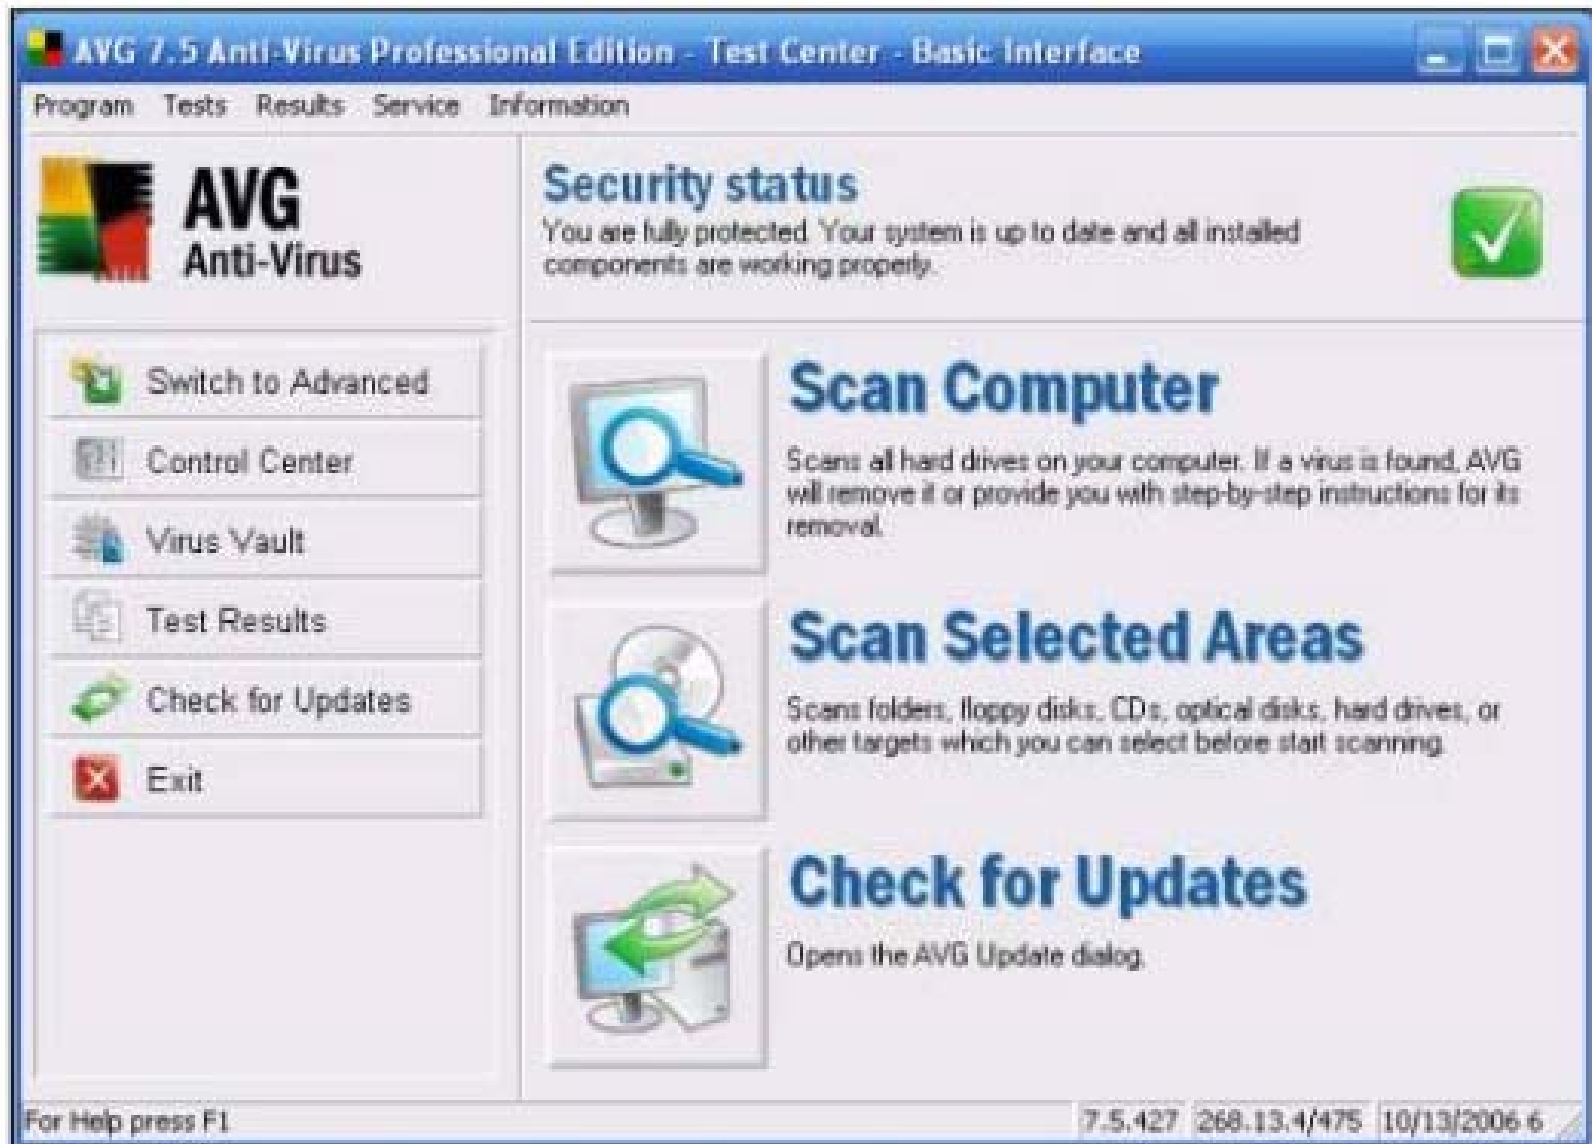 AVG 7.5 Anti-Virus Professional Edition - Test Center - Basic Interface
Program Tests Results Service Information
AVG
Anti-Virus
Switch to Advanced
Control Center
Virus Vault
Test Results
Check for Updates
Exit
Security status
You are fully protected. Your system is up to date and all installed
components are working properly.
Scan Computer
Scans all hard drives on your computer. If a virus is found, AVG
will remove it or provide you with step-by-step instructions for its
removal.
Scan Selected Areas
Scans folders, floppy disks, CDs, optical disks, hard drives, or
other targets which you can select before start scanning.
Check for Updates
Opens the AVG Update dialog.
For Help press F1
7.5.427 268.13.4/475 10/13/2006 6